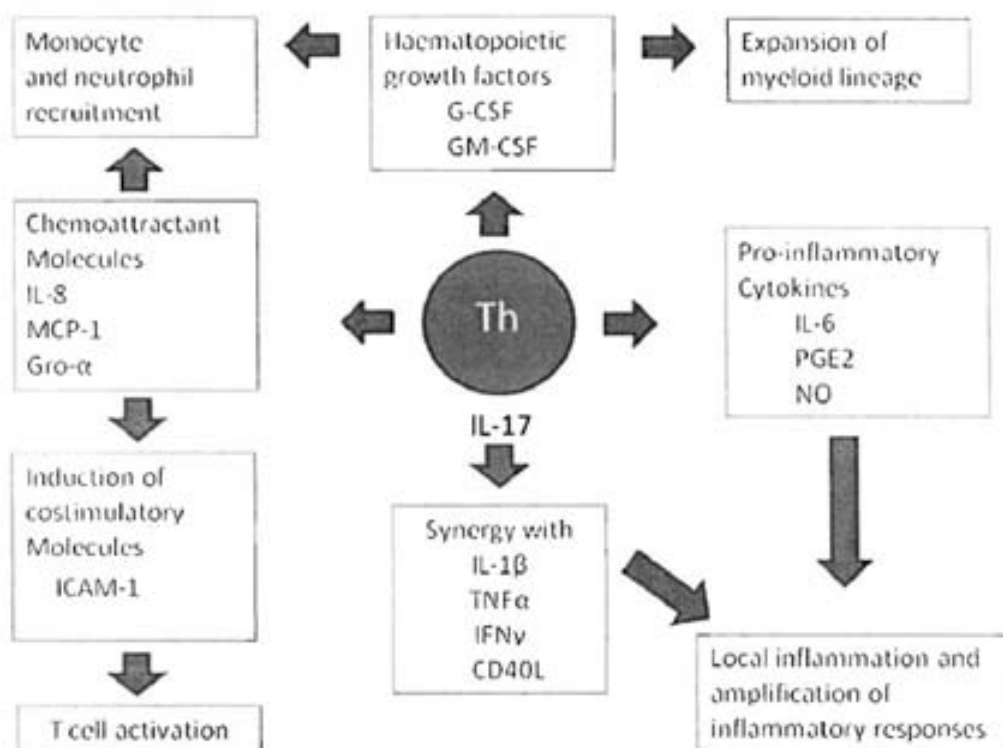 Monocyte
and neutrophil
recruitment
Haematopoietic
growth factors
G-CSF
GM-CSF
Expansion of
myeloid lineage
Chemoattractant
Molecules
IL-8
MCP-1
Gro-α
Th
IL-17
Pro-inflammatory
Cytokines
IL-6
PGE2
NO
Induction of
costimulatory
Molecules
ICAM-1
Synergy with
IL-1β
TNFα
IFNγ
CD40L
T cell activation
Local inflammation and
amplification of
inflammatory responses